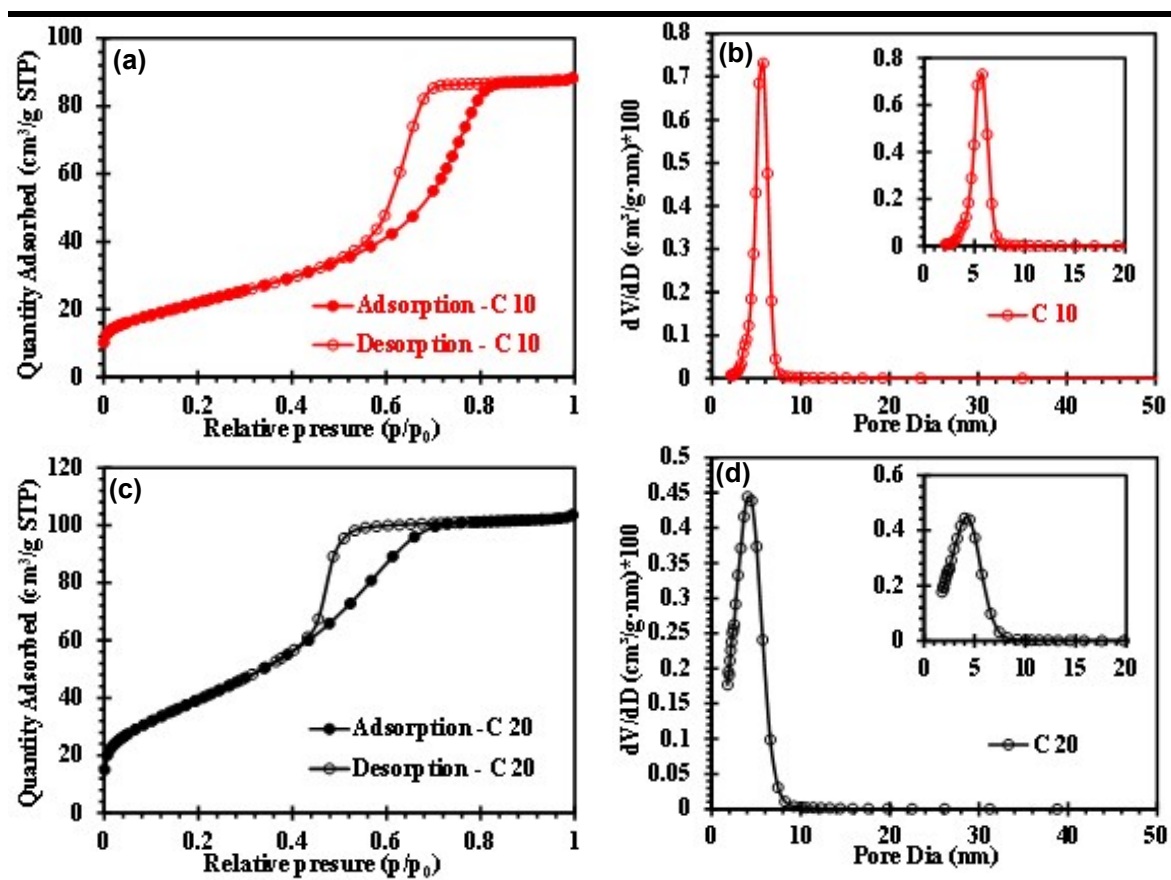 (a)
Quantity Adsorbed (cm³/g STP)
100
80
60
40
20
0
Adsorption - C 10
Desorption - C 10
0 0.2 0.4 0.6 0.8 1
Relative presure (p/p₀)
(b)
dV/dD (cm³/g·nm)*100
0.8
0.7
0.6
0.5
0.4
0.3
0.2
0.1
0
0.8
0.6
0.4
0.2
0
0 5 10 15 20
C 10
0 10 20 30 40 50
Pore Dia (nm)
(c)
Quantity Adsorbed (cm³/g STP)
120
100
80
60
40
20
0
Adsorption - C 20
Desorption - C 20
0 0.2 0.4 0.6 0.8 1
Relative presure (p/p₀)
(d)
dV/dD (cm³/g·nm)*100
0.5
0.45
0.4
0.35
0.3
0.25
0.2
0.15
0.1
0.05
0
0.6
0.4
0.2
0
0 5 10 15 20
C 20
0 10 20 30 40 50
Pore Dia (nm)